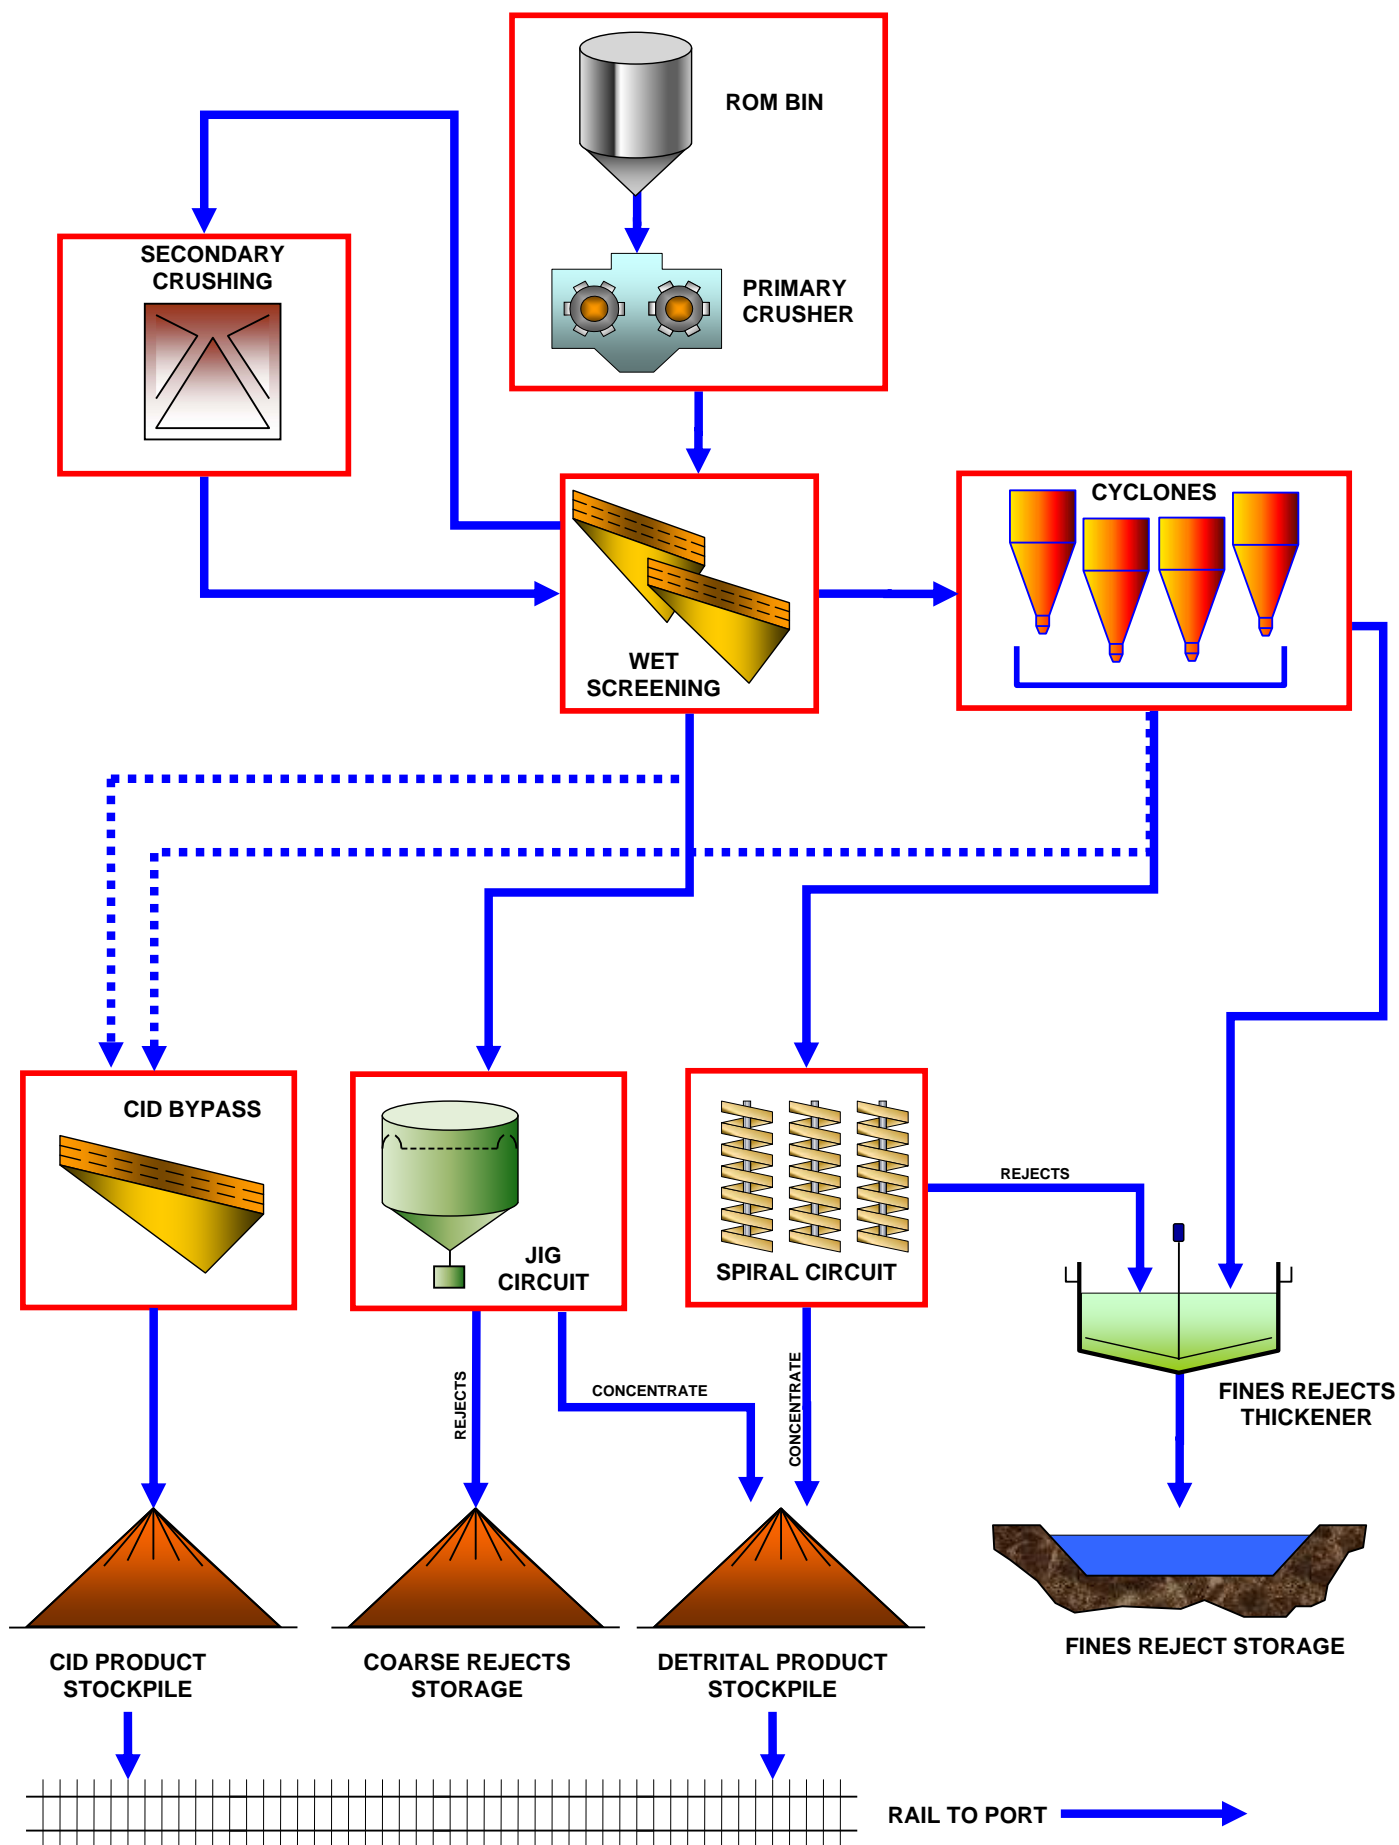 ROM BIN
SECONDARY
CRUSHING
PRIMARY
CRUSHER
CYCLONES
WET
SCREENING
CID BYPASS
JIG
CIRCUIT
SPIRAL CIRCUIT
REJECTS
REJECTS
CONCENTRATE
CONCENTRATE
FINES REJECTS
THICKENER
CID PRODUCT
STOCKPILE
COARSE REJECTS
STORAGE
DETRITAL PRODUCT
STOCKPILE
FINES REJECT STORAGE
RAIL TO PORT